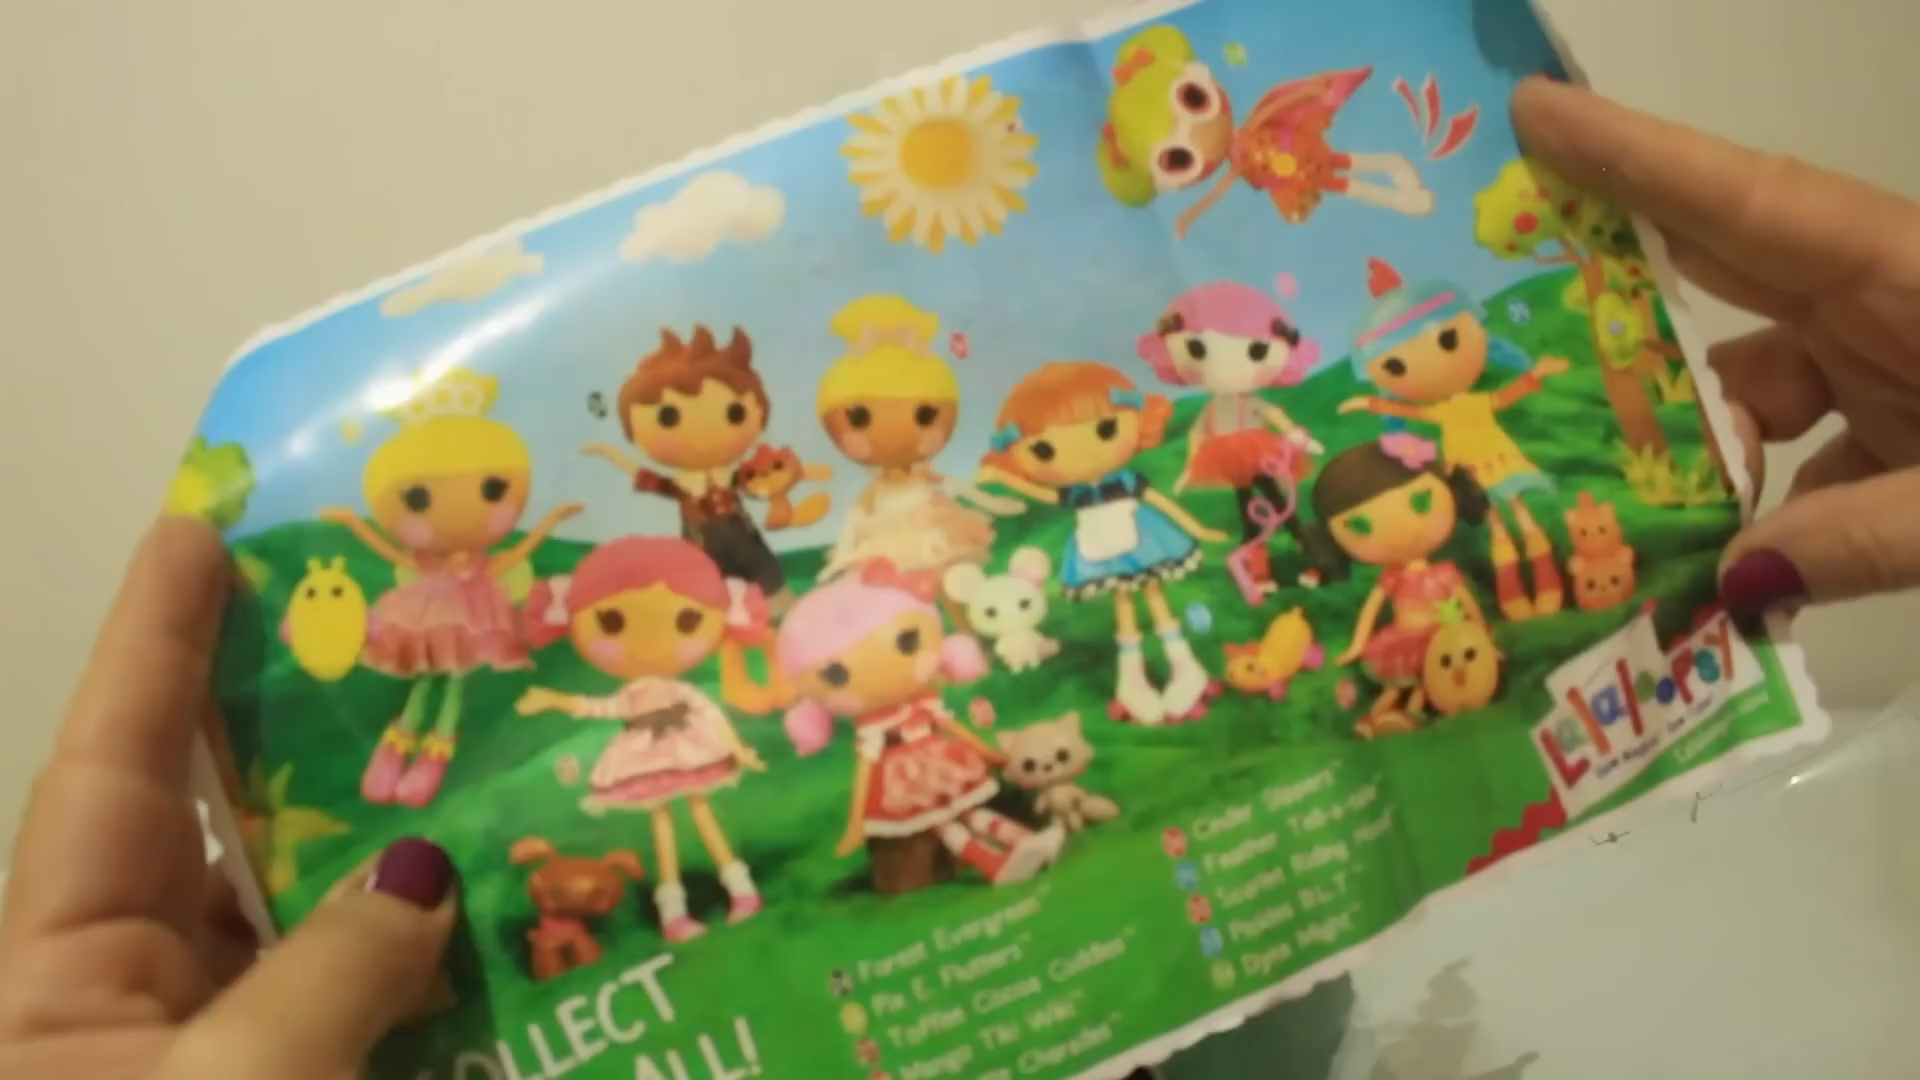 Lalaloopsy
COLLECT
ALL!
Forest Evergreen™
Pix E. Flutters™
Toffee Cocoa Cuddles™
Mango Tiki Wiki™
Charades™
Cinder Slippers™
Feather Tell-a-tale™
Scarlet Riding Hood™
Pickles B.L.T.™
Dyna Might™